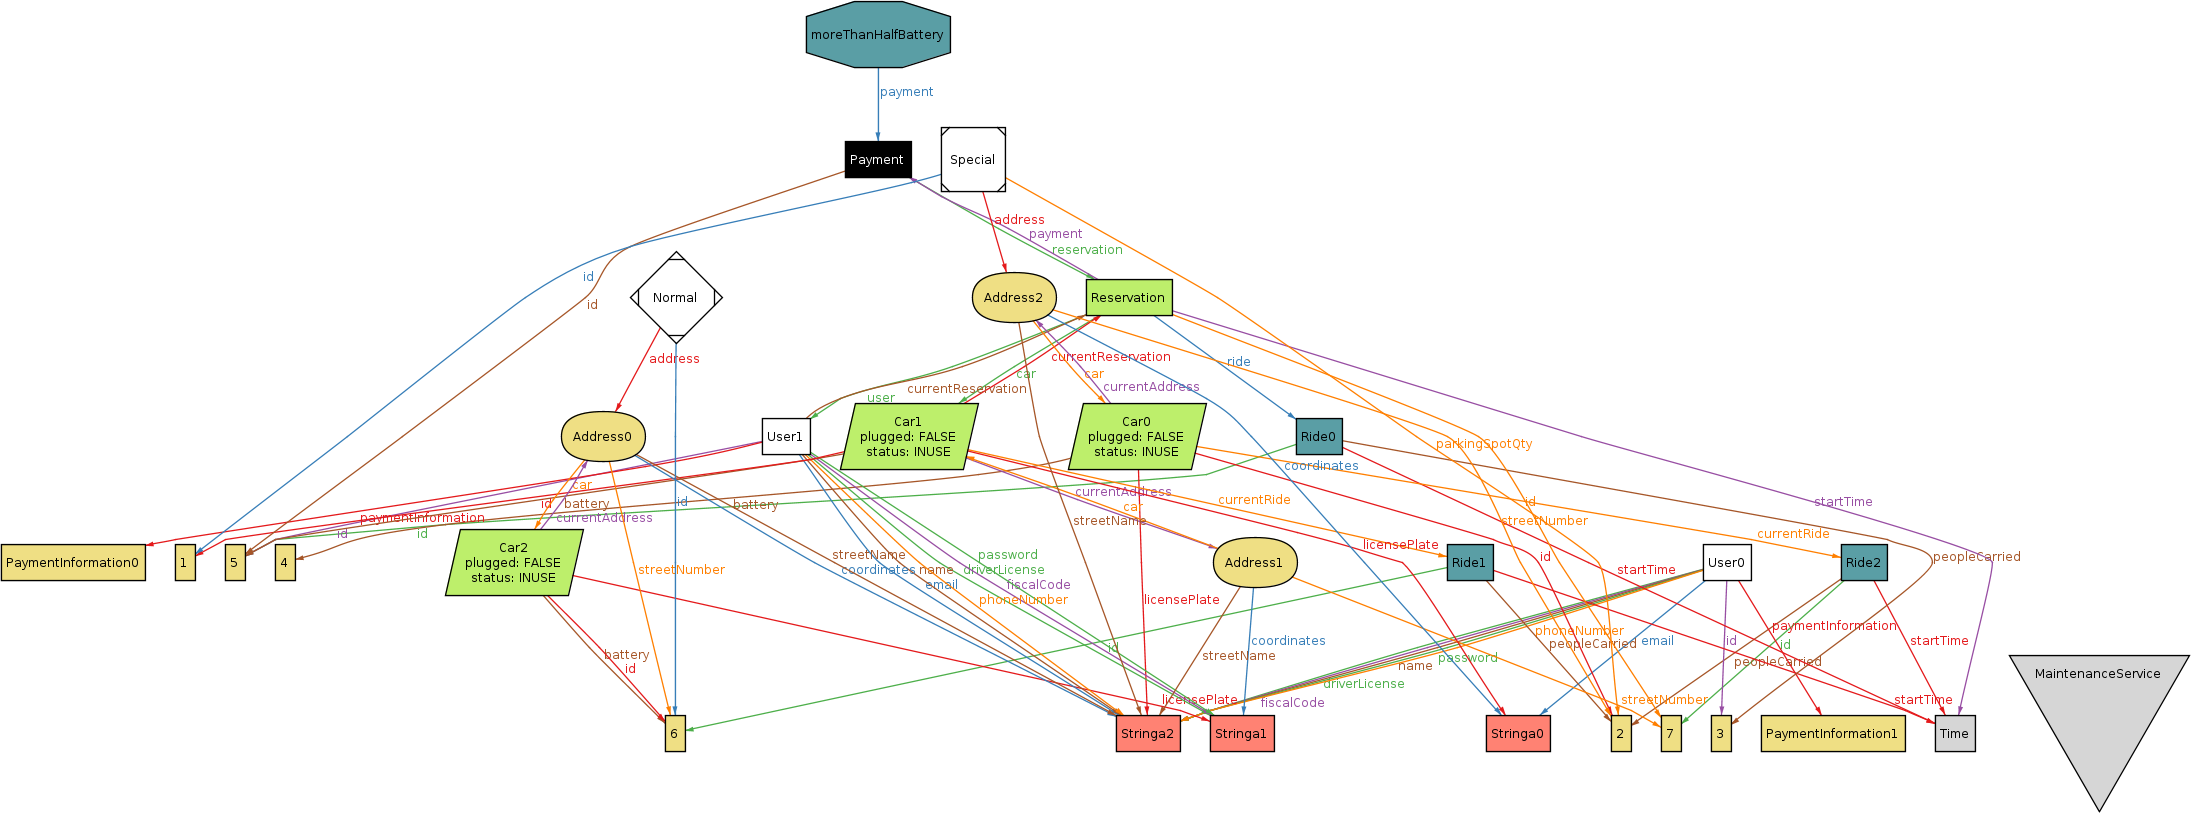 moreThanHalfBattery
payment
Payment
Special
address
payment
reservation
id
id
Normal
Address2
Reservation
address
currentReservation
ride
car
car
currentAddress
currentReservation
user
Address0
User1
Car1
plugged: FALSE
status: INUSE
Car0
plugged: FALSE
status: INUSE
Ride0
parkingSpotQty
coordinates
car
currentAddress
currentRide
id
battery
id
battery
car
id
startTime
paymentInformation
currentAddress
streetName
streetNumber
id
id
currentRide
licensePlate
PaymentInformation0
1
5
4
Car2
plugged: FALSE
status: INUSE
streetNumber
streetName
coordinates
name
email
password
driverLicense
fiscalCode
phoneNumber
Address1
id
Ride1
startTime
User0
Ride2
peopleCarried
licensePlate
battery
id
id
streetName
coordinates
phoneNumber
peopleCarried
email
id
paymentInformation
id
startTime
name
password
peopleCarried
driverLicense
licensePlate
fiscalCode
streetNumber
startTime
MaintenanceService
6
Stringa2
Stringa1
Stringa0
2
7
3
PaymentInformation1
Time